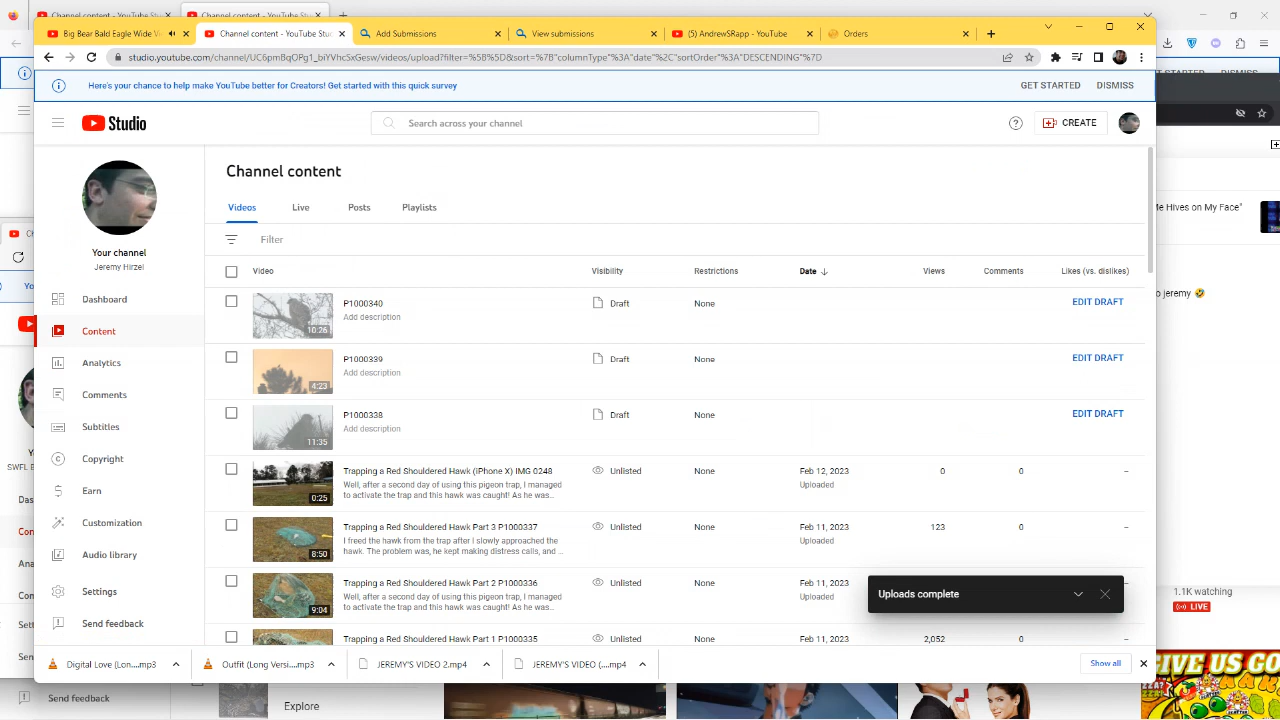 Big Bear Bald Eagle Wide Vi
Channel content - YouTube Stu
Add Submissions
View submissions
(5) AndrewSRapp - YouTube
Orders
studio.youtube.com/channel/UC6pmBqOPg1_biYVhc5xGesg/videos/upload?filter=%5B%5D&sort=%7B"columnType"%3A"date"%2C"sortOrder"%3A"DESCENDING"%7D
Here's your chance to help make YouTube better for Creators! Get started with this quick survey
GET STARTED
DISMISS
Studio
Search across your channel
CREATE
Channel content
Videos
Live
Posts
Playlists
Filter
Your channel
Jeremy Hirzel
Dashboard
Content
Analytics
Comments
Subtitles
Copyright
Earn
Customization
Audio library
Settings
Send feedback
Video
Visibility
Restrictions
Date
Views
Comments
Likes (vs. dislikes)
10:26
P1000340
Add description
Draft
None
EDIT DRAFT
4:23
P1000339
Add description
Draft
None
EDIT DRAFT
11:35
P1000338
Add description
Draft
None
EDIT DRAFT
0:25
Trapping a Red Shouldered Hawk (iPhone X) IMG 0248
Well, after a second day of using this pigeon trap, I managed
to activate the trap and this hawk was caught! As he was...
Unlisted
None
Feb 12, 2023
Uploaded
0
0
–
8:50
Trapping a Red Shouldered Hawk Part 3 P1000337
I freed the hawk from the trap after i slowly approached the
hawk. The problem was, he kept making distress calls, and ...
Unlisted
None
Feb 11, 2023
Uploaded
123
0
–
9:04
Trapping a Red Shouldered Hawk Part 2 P1000336
Well, after a second day of using this pigeon trap, I managed
to activate the trap and this hawk was caught! As he was...
Unlisted
None
Feb 11, 2023
Uploaded
–
Trapping a Red Shouldered Hawk Part 1 P1000335
Unlisted
None
Feb 11, 2023
2,052
0
–
Uploads complete
Digital Love (Lon....mp3
Outfit (Long Versi....mp3
JEREMY'S VIDEO 2.mp4
JEREMY'S VIDEO (....mp4
Show all
Me Hives on My Face"
o jeremy 🤣
1.1K watching
LIVE
GIVE US GO
SWFL B
Send feedback
Explore